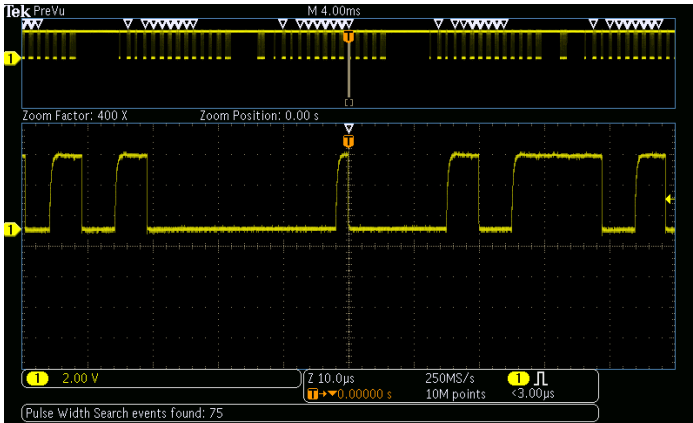 Tek PreVu M 4.00ms
T
1
Zoom Factor: 400 X Zoom Position: 0.00 s
T
1
1 2.00 V Z 10.0µs 250MS/s 1
T→▼0.00000 s 10M points <3.00µs
Pulse Width Search events found: 75